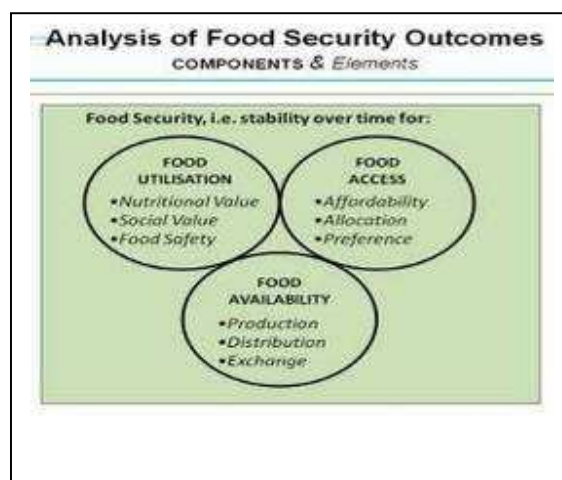 Analysis of Food Security Outcomes
COMPONENTS & Elements
Food Security, i.e. stability over time for:
FOOD
UTILISATION
•Nutritional Value
•Social Value
•Food Safety
FOOD
ACCESS
•Affordability
•Allocation
•Preference
FOOD
AVAILABILITY
•Production
•Distribution
•Exchange